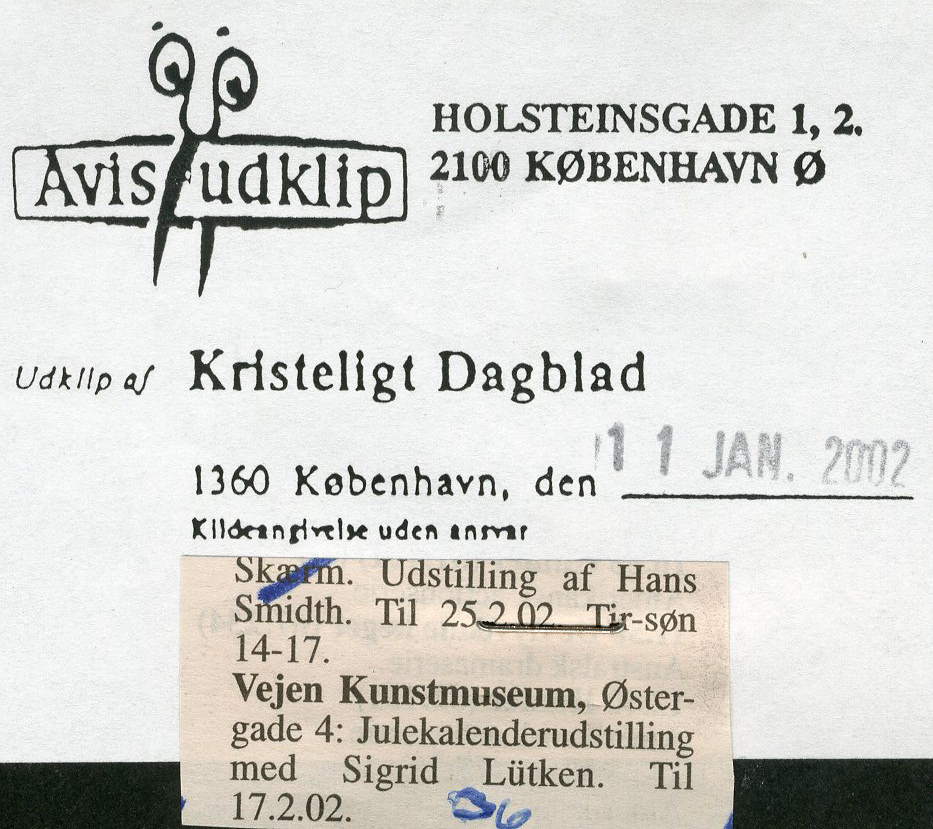 Avis udklip
HOLSTEINSGADE 1, 2.
2100 KØBENHAVN Ø
Udklip af Kristeligt Dagblad
11 JAN. 2002
1360 København, den
Kildeangivelse uden ansvar
Skærm. Udstilling af Hans
Smidth. Til 25.2.02 Tir-søn
14-17.
Vejen Kunstmuseum, Øster-
gade 4: Julekalenderudstilling
med Sigrid Lütken. Til
17.2.02.